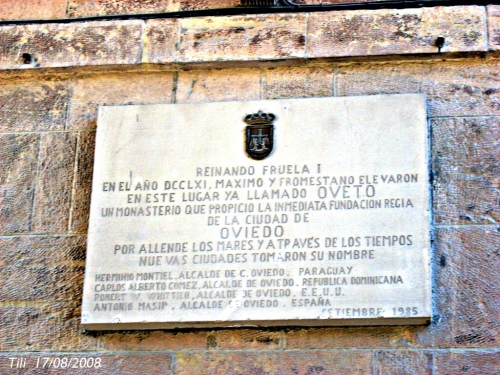 REINANDO FRUELA I
EN EL AÑO DCCLXI, MAXIMO Y FROMESTANO ELEVARON
EN ESTE LUGAR YA LLAMADO OVETO
UN MONASTERIO QUE PROPICIO LA INMEDIATA FUNDACION REGIA
DE LA CIUDAD DE
OVIEDO
POR ALLENDE LOS MARES Y ATRAVES DE LOS TIEMPOS
NUEVAS CIUDADES TOMARON SU NOMBRE
HERMINIO MONTIEL, ALCALDE DE C. OVIEDO. PARAGUAY
CARLOS ALBERTO GOMEZ, ALCALDE DE OVIEDO. REPUBLICA DOMINICANA
ROBERT W. WHITTIER, ALCALDE DE OVIEDO. E.E.U.U.
ANTONIO MASIP, ALCALDE DE OVIEDO. ESPAÑA
SETIEMBRE 1985
Tili 17/08/2008